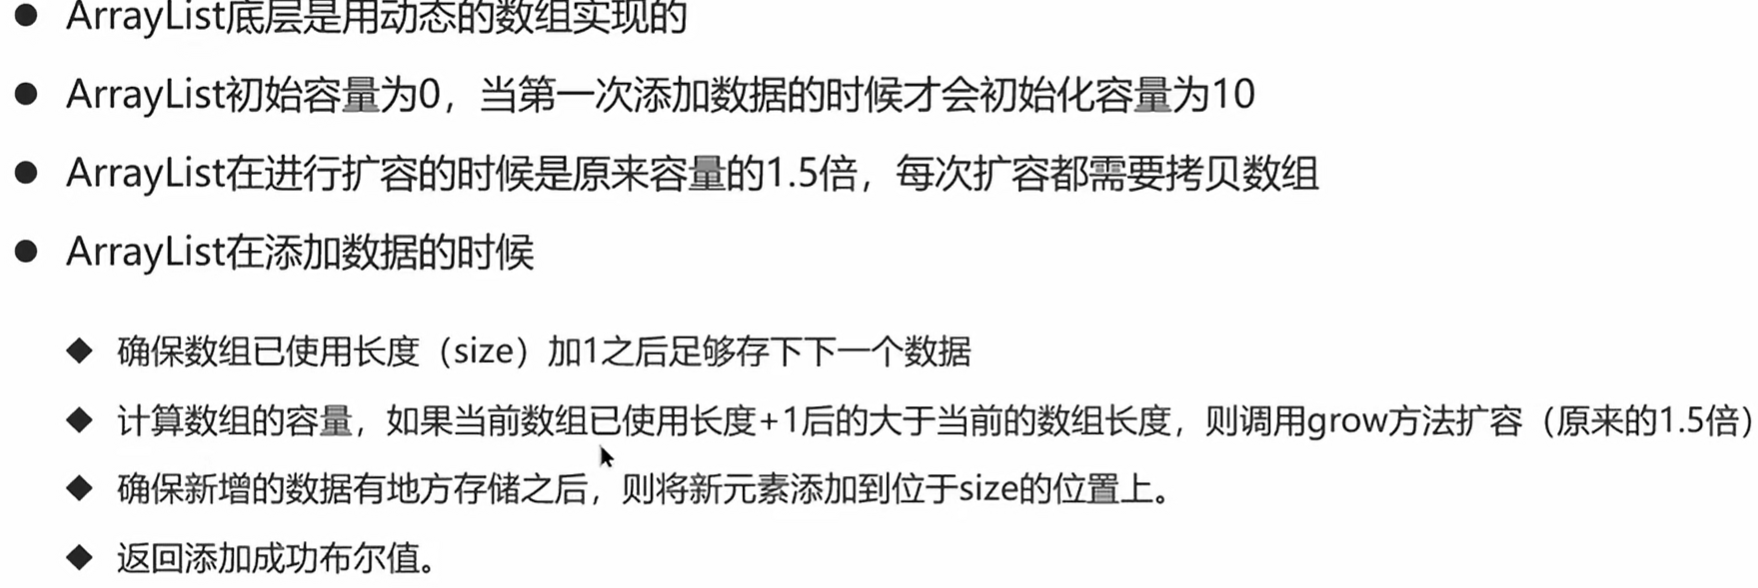 ArrayList底层是用动态的数组实现的
ArrayList初始容量为0，当第一次添加数据的时候才会初始化容量为10
ArrayList在进行扩容的时候是原来容量的1.5倍，每次扩容都需要拷贝数组
ArrayList在添加数据的时候
确保数组已使用长度（size）加1之后足够存下下一个数据
计算数组的容量，如果当前数组已使用长度+1后的大于当前的数组长度，则调用grow方法扩容（原来的1.5倍）
确保新增的数据有地方存储之后，则将新元素添加到位于size的位置上。
返回添加成功布尔值。